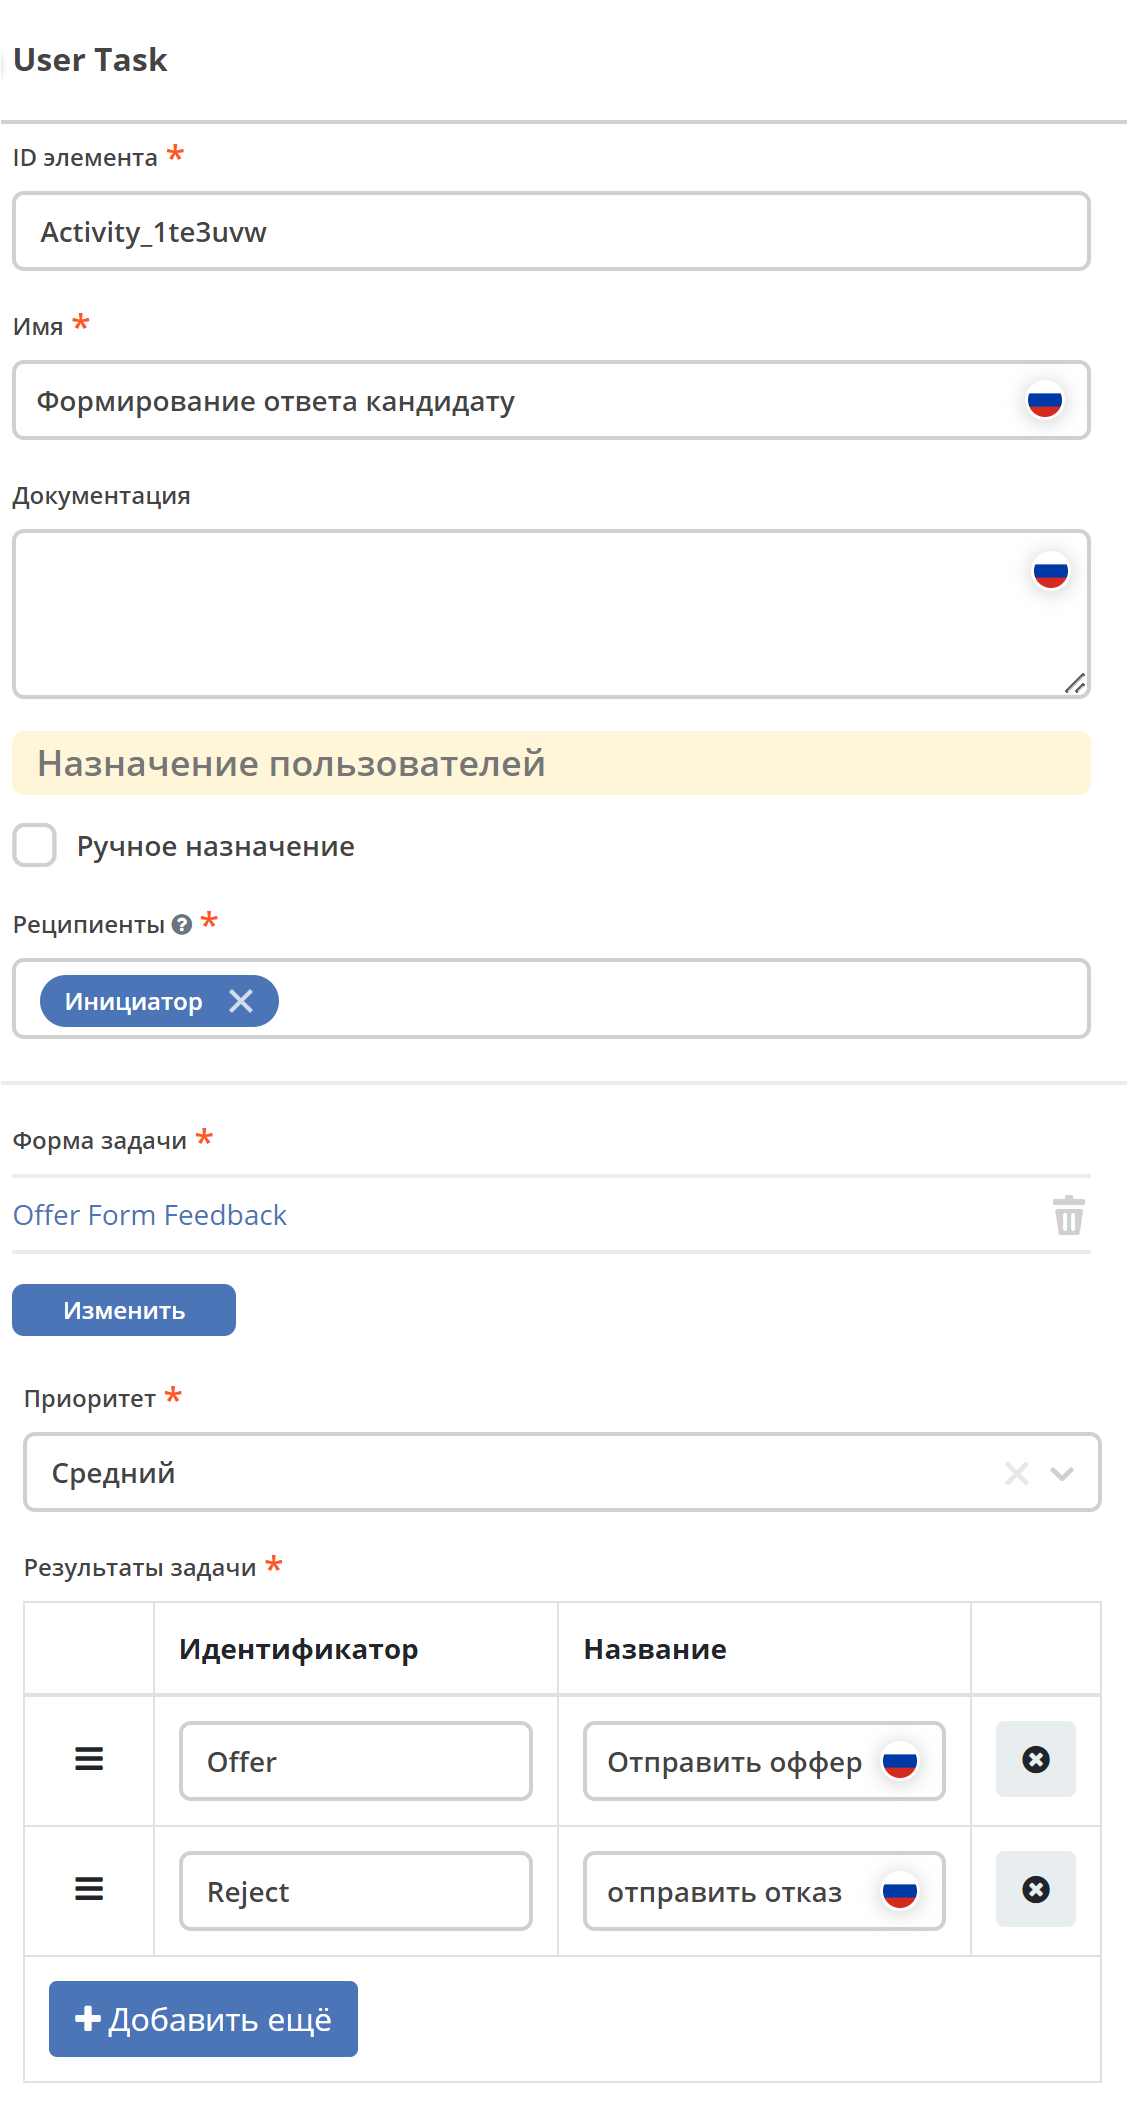 User Task
ID элемента *
Activity_1te3uvw
Имя *
Формирование ответа кандидату
Документация
Назначение пользователей
Ручное назначение
Реципиенты ? *
Инициатор
Форма задачи *
Offer Form Feedback
Изменить
Приоритет *
Средний
Результаты задачи *
Идентификатор Название
Offer Отправить оффер
Reject отправить отказ
Добавить ещё